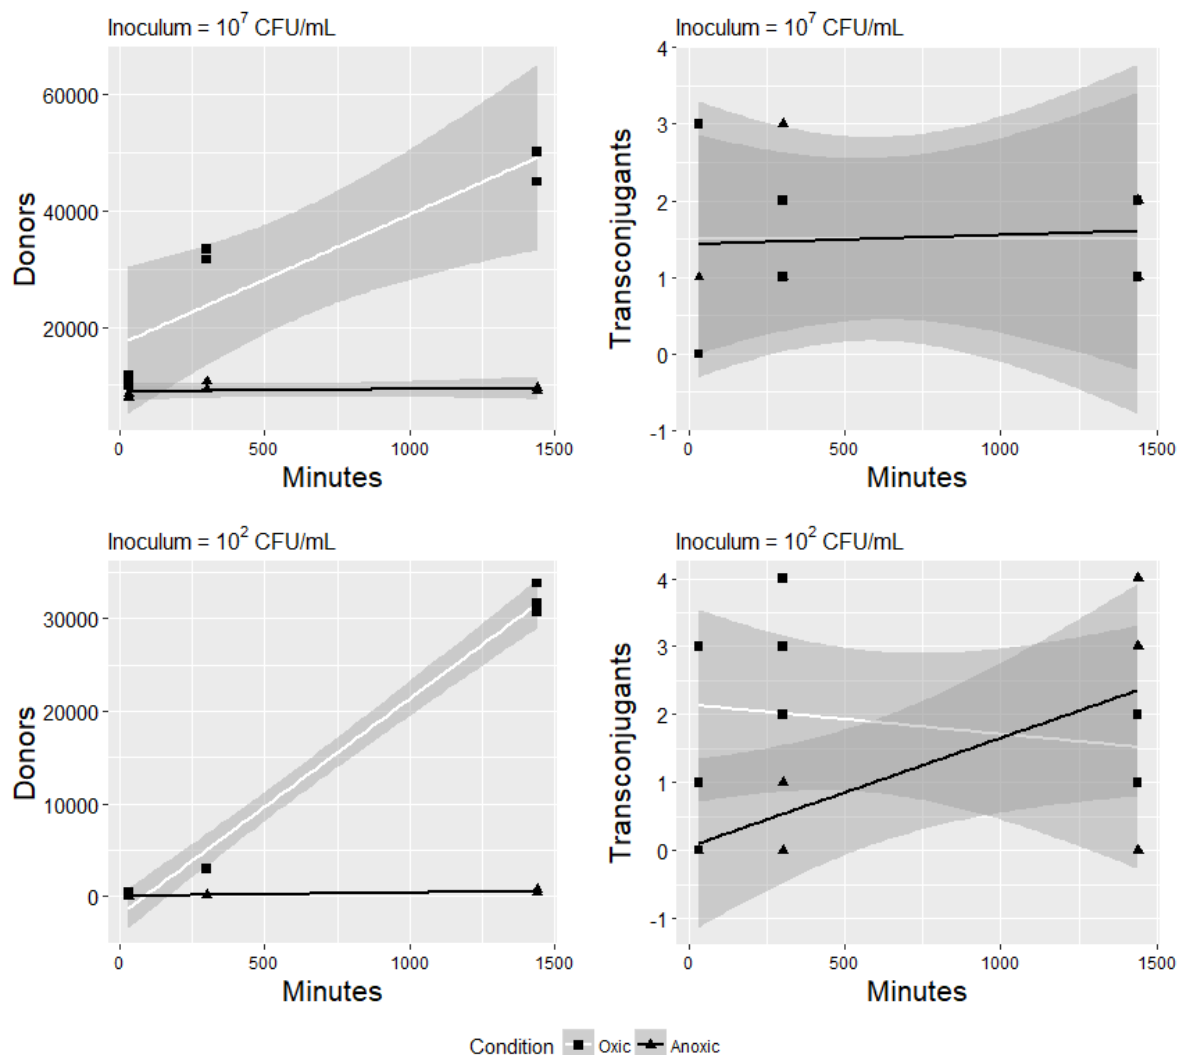 Inoculum = 10^7 CFU/mL
Donors
60000
40000
20000
0 500 1000 1500
Minutes
Inoculum = 10^7 CFU/mL
Transconjugants
4
3
2
1
0
-1
0 500 1000 1500
Minutes
Inoculum = 10^2 CFU/mL
Donors
30000
20000
10000
0
0 500 1000 1500
Minutes
Inoculum = 10^2 CFU/mL
Transconjugants
4
3
2
1
0
-1
0 500 1000 1500
Minutes
Condition Oxic Anoxic